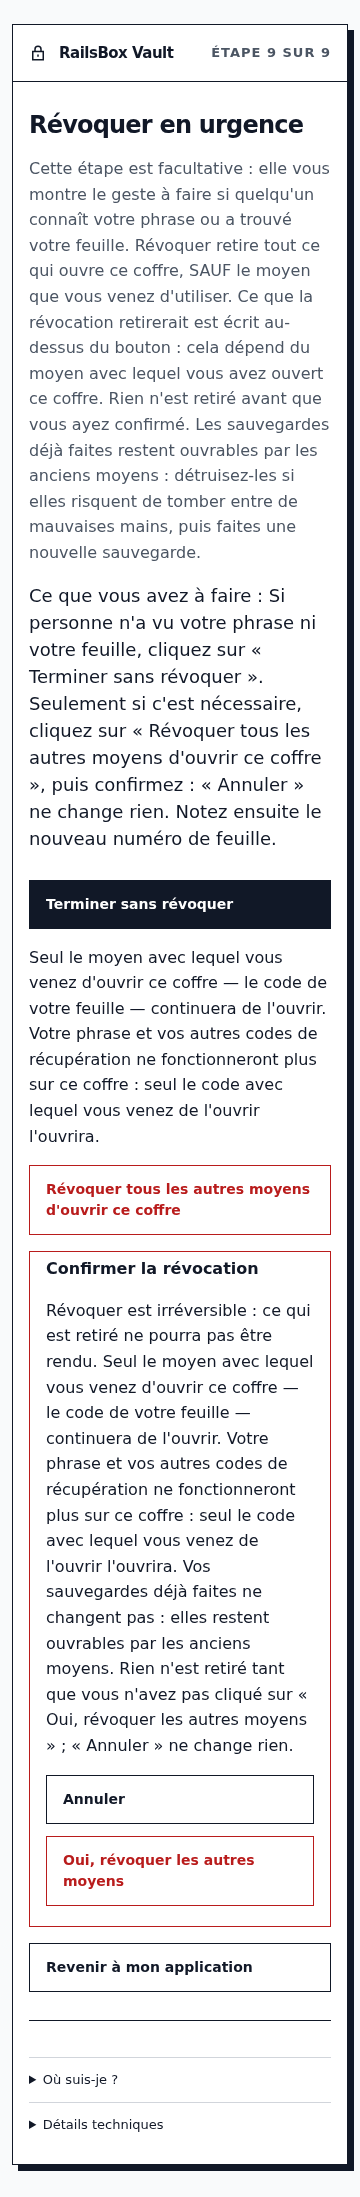 RailsBox Vault
ÉTAPE 9 SUR 9
Révoquer en urgence
Cette étape est facultative : elle vous
montre le geste à faire si quelqu'un
connaît votre phrase ou a trouvé
votre feuille. Révoquer retire tout ce
qui ouvre ce coffre, SAUF le moyen
que vous venez d'utiliser. Ce que la
révocation retirerait est écrit au-
dessus du bouton : cela dépend du
moyen avec lequel vous avez ouvert
ce coffre. Rien n'est retiré avant que
vous ayez confirmé. Les sauvegardes
déjà faites restent ouvrables par les
anciens moyens : détruisez-les si
elles risquent de tomber entre de
mauvaises mains, puis faites une
nouvelle sauvegarde.
Ce que vous avez à faire : Si
personne n'a vu votre phrase ni
votre feuille, cliquez sur «
Terminer sans révoquer ».
Seulement si c'est nécessaire,
cliquez sur « Révoquer tous les
autres moyens d'ouvrir ce coffre
», puis confirmez : « Annuler »
ne change rien. Notez ensuite le
nouveau numéro de feuille.
Terminer sans révoquer
Seul le moyen avec lequel vous
venez d'ouvrir ce coffre — le code de
votre feuille — continuera de l'ouvrir.
Votre phrase et vos autres codes de
récupération ne fonctionneront plus
sur ce coffre : seul le code avec
lequel vous venez de l'ouvrir
l'ouvrira.
Révoquer tous les autres moyens
d'ouvrir ce coffre
Confirmer la révocation
Révoquer est irréversible : ce qui
est retiré ne pourra pas être
rendu. Seul le moyen avec lequel
vous venez d'ouvrir ce coffre —
le code de votre feuille —
continuera de l'ouvrir. Votre
phrase et vos autres codes de
récupération ne fonctionneront
plus sur ce coffre : seul le code
avec lequel vous venez de
l'ouvrir l'ouvrira. Vos
sauvegardes déjà faites ne
changent pas : elles restent
ouvrables par les anciens
moyens. Rien n'est retiré tant
que vous n'avez pas cliqué sur «
Oui, révoquer les autres moyens
» ; « Annuler » ne change rien.
Annuler
Oui, révoquer les autres
moyens
Revenir à mon application
Où suis-je ?
Détails techniques